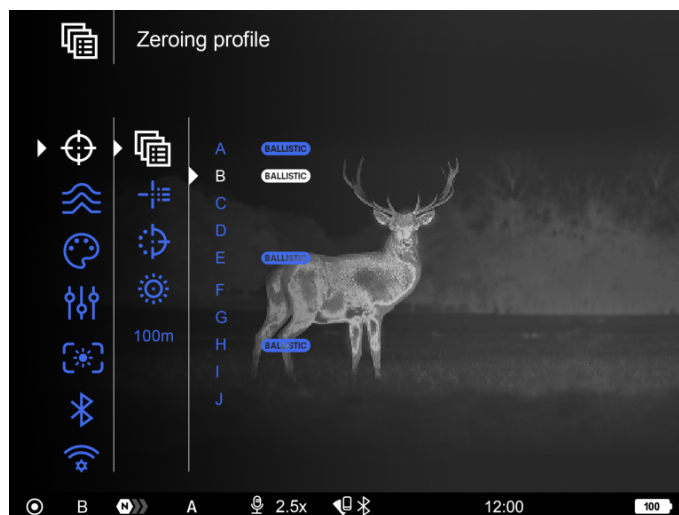 Zeroing profile
A BALLISTIC
B BALLISTIC
C
D
E BALLISTIC
F
G
H BALLISTIC
I
J
100m
B N A 2.5x 12:00 100